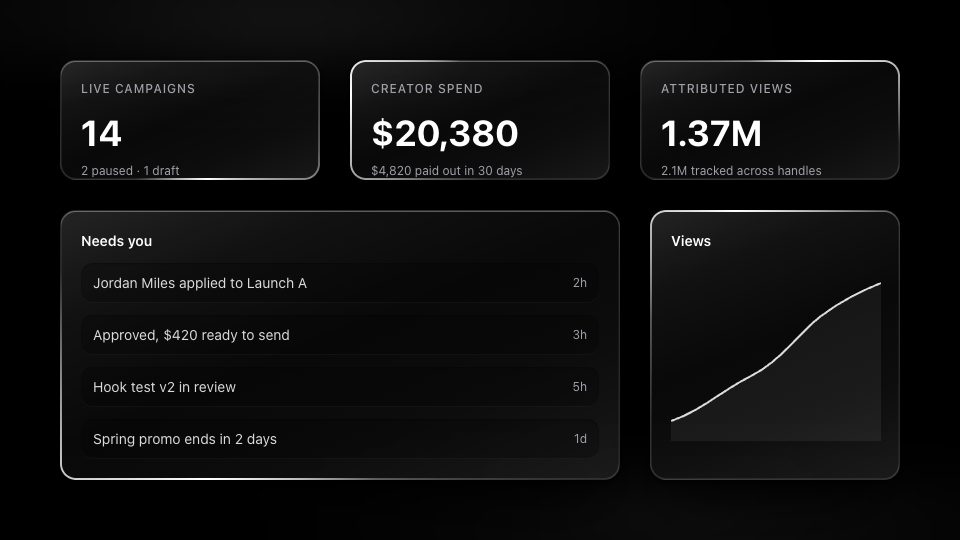 LIVE CAMPAIGNS
14
2 paused · 1 draft
CREATOR SPEND
$20,380
$4,820 paid out in 30 days
ATTRIBUTED VIEWS
1.37M
2.1M tracked across handles
Needs you
Jordan Miles applied to Launch A 2h
Approved, $420 ready to send 3h
Hook test v2 in review 5h
Spring promo ends in 2 days 1d
Views